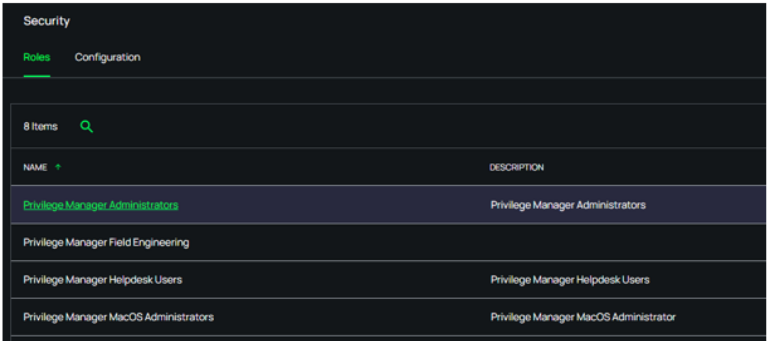 Security
Roles Configuration
8 Items
NAME ↑ DESCRIPTION
Privilege Manager Administrators Privilege Manager Administrators
Privilege Manager Field Engineering
Privilege Manager Helpdesk Users Privilege Manager Helpdesk Users
Privilege Manager MacOS Administrators Privilege Manager MacOS Administrator